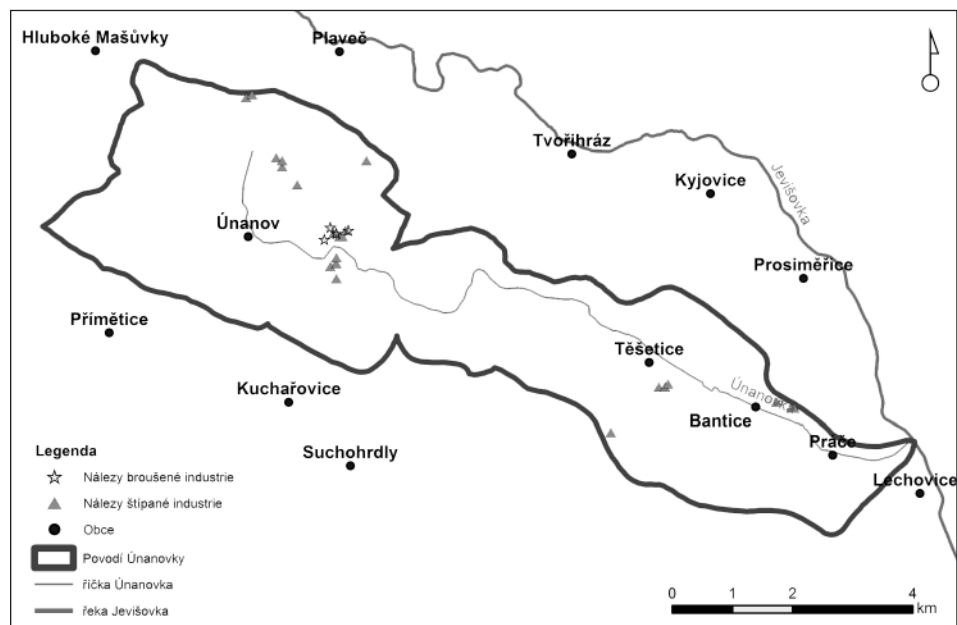 Hluboké Mašůvky
Plaveč
Tvořihráz
Kyjovice
Jevišovka
Únanov
Prosiměřice
Přímětice
Těšetice
Únanovka
Kuchařovice
Bantice
Práče
Suchohrdly
Lechovice
Legenda
Nálezy broušené industrie
Nálezy štípané industrie
Obce
Povodí Únanovky
říčka Únanovka
řeka Jevišovka
0 1 2 4
km